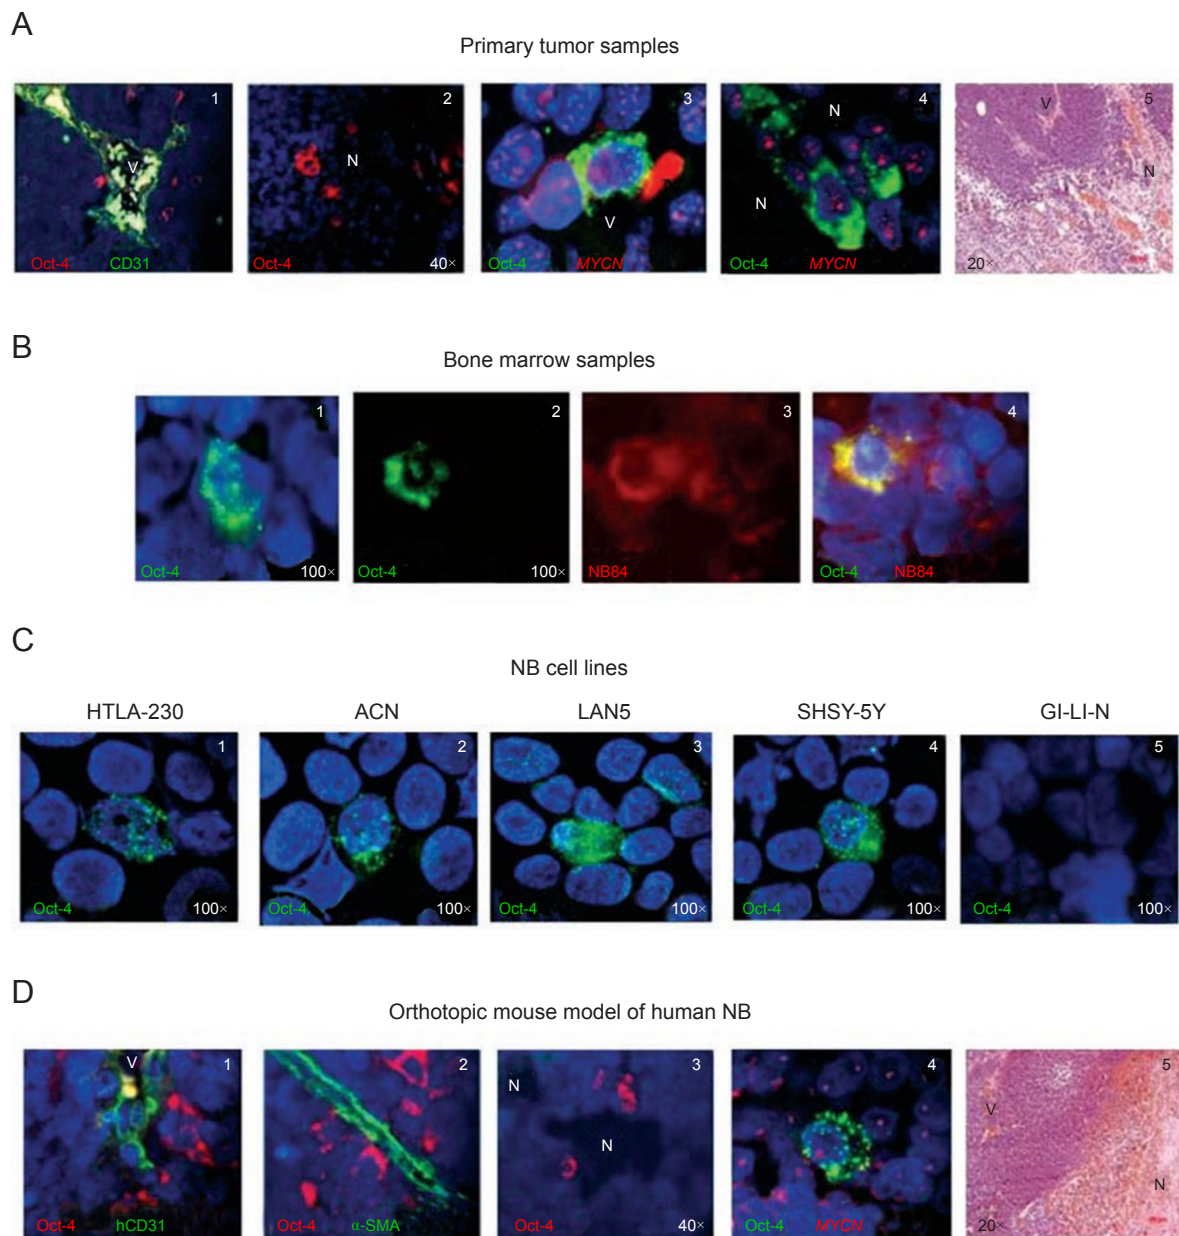 A
Primary tumor samples
1
V
Oct-4 CD31
2
N
Oct-4 40×
3
V
Oct-4 MYCN
4
N
N
Oct-4 MYCN
5
V
N
20×
B
Bone marrow samples
1
Oct-4 100×
2
Oct-4 100×
3
NB84
4
Oct-4 NB84
C
NB cell lines
HTLA-230 ACN LAN5 SHSY-5Y GI-LI-N
1
Oct-4 100×
2
Oct-4 100×
3
Oct-4 100×
4
Oct-4 100×
5
Oct-4 100×
D
Orthotopic mouse model of human NB
V
1
Oct-4 hCD31
2
Oct-4 α-SMA
3
N
N
Oct-4 40×
4
Oct-4 MYCN
5
V
N
20×